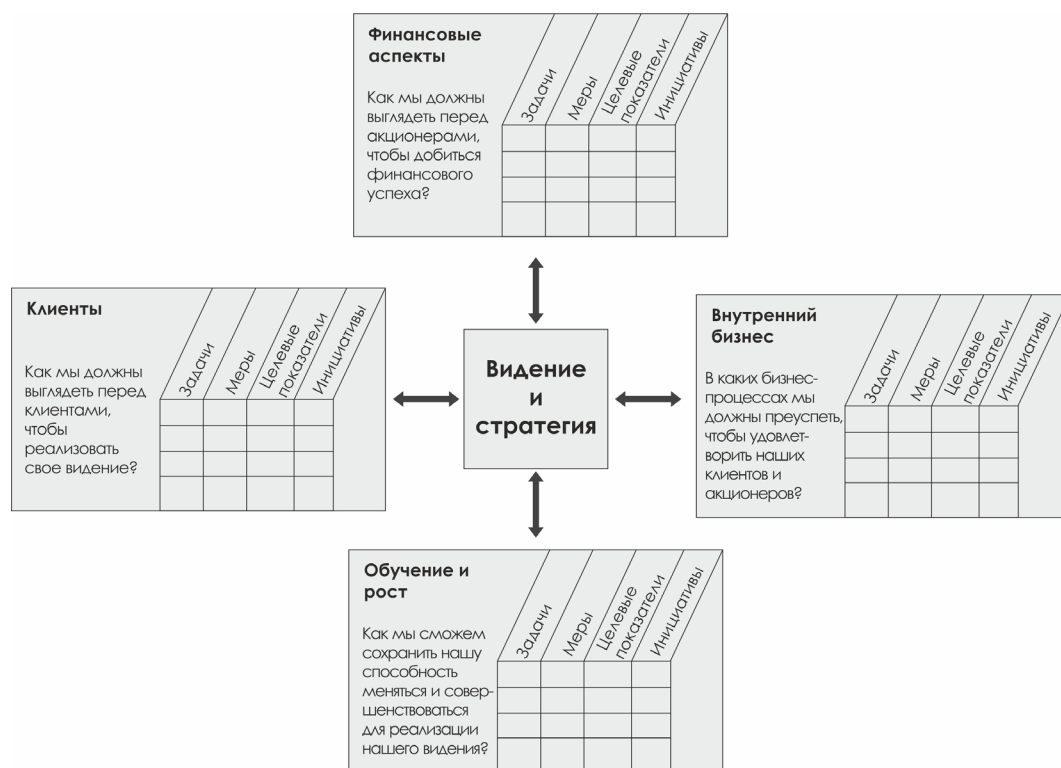 Финансовые
аспекты
Как мы должны
выглядеть перед
акционерами,
чтобы добиться
финансового
успеха?
Задачи
Меры
Целевые
показатели
Инициативы
Клиенты
Как мы должны
выглядеть перед
клиентами,
чтобы
реализовать
свое видение?
Задачи
Меры
Целевые
показатели
Инициативы
Видение
и
стратегия
Внутренний
бизнес
В каких бизнес-
процессах мы
должны преуспеть,
чтобы удовлет-
ворить наших
клиентов и
акционеров?
Задачи
Меры
Целевые
показатели
Инициативы
Обучение и
рост
Как мы сможем
сохранить нашу
способность
меняться и совер-
шенствоваться
для реализации
нашего видения?
Задачи
Меры
Целевые
показатели
Инициативы